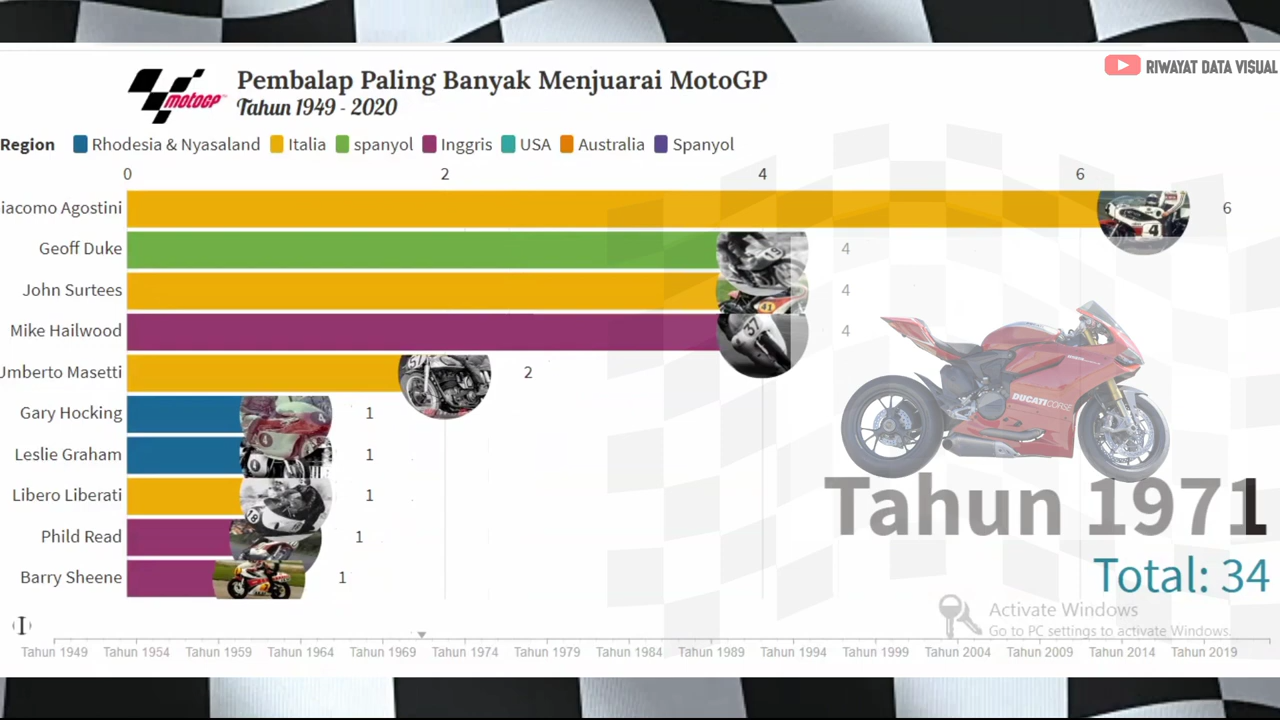 RIWAYAT DATA VISUAL
MOTOGP
Pembalap Paling Banyak Menjuarai MotoGP
Tahun 1949 - 2020
Region Rhodesia & Nyasaland Italia spanyol Inggris USA Australia Spanyol
0 2 4 6
iacomo Agostini 6
Geoff Duke 4
John Surtees 4
Mike Hailwood 4
Umberto Masetti 2
Gary Hocking 1
Leslie Graham 1
Libero Liberati 1
Phild Read 1
Barry Sheene 1
4
37
18
DUCATICORSE
Tahun 1971
Total: 34
Activate Windows
Go to PC settings to activate Windows.
Tahun 1949 Tahun 1954 Tahun 1959 Tahun 1964 Tahun 1969 Tahun 1974 Tahun 1979 Tahun 1984 Tahun 1989 Tahun 1994 Tahun 1999 Tahun 2004 Tahun 2009 Tahun 2014 Tahun 2019